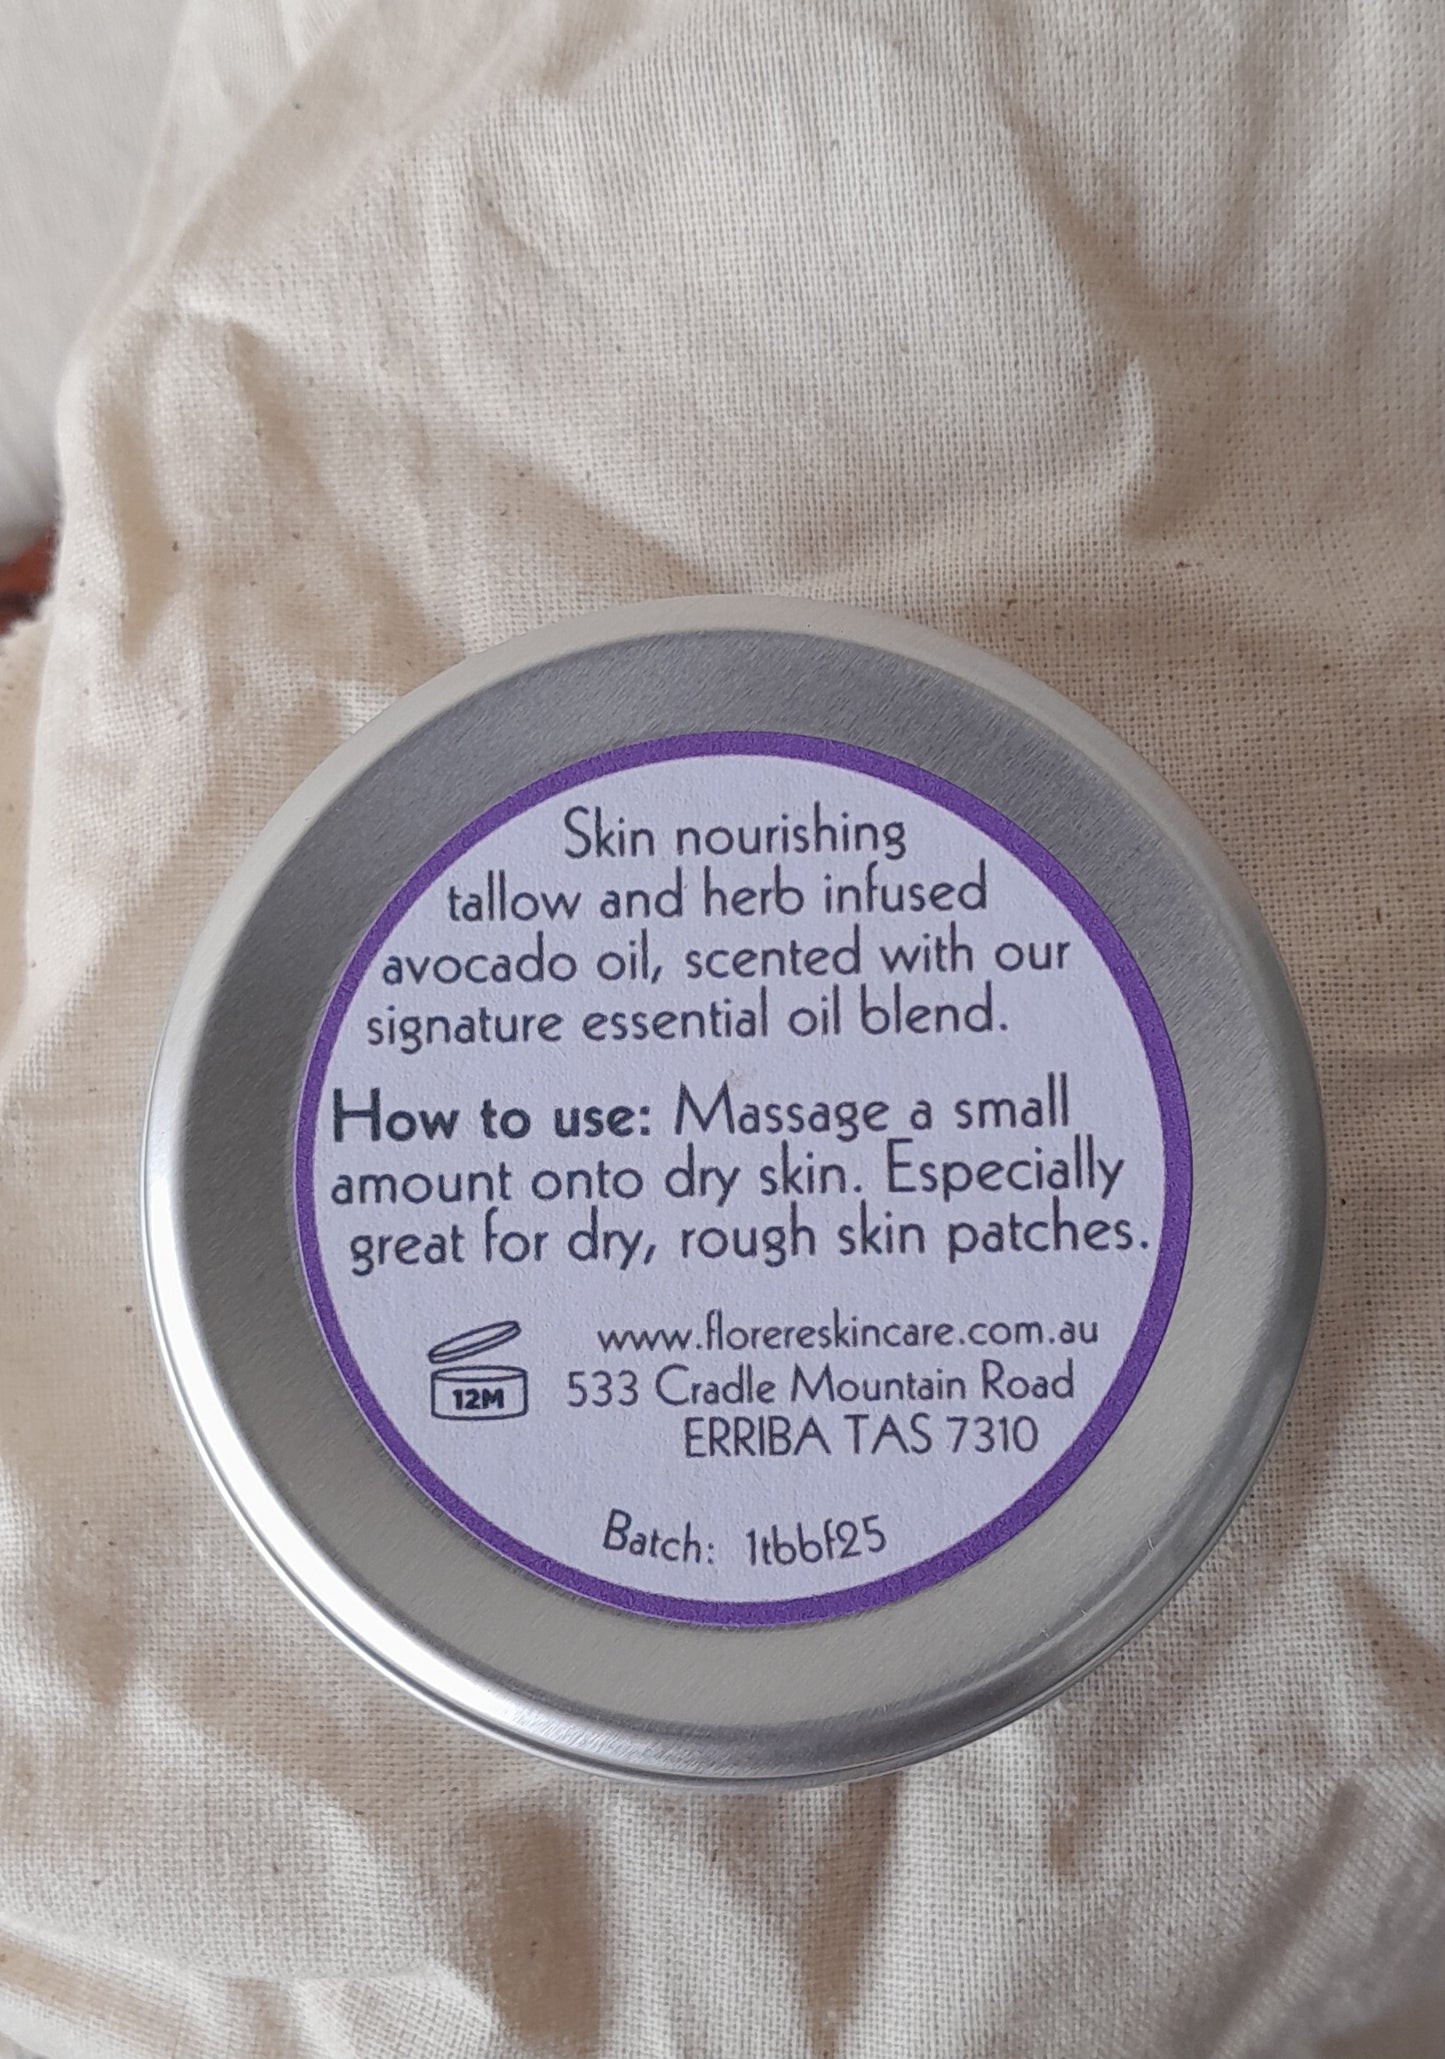 Skin nourishing
tallow and herb infused
avocado oil, scented with our
signature essential oil blend.
How to use: Massage a small
amount onto dry skin. Especially
great for dry, rough skin patches.
www.florereskincare.com.au
12M 533 Cradle Mountain Road
ERRIBA TAS 7310
Batch: 1tbbf25